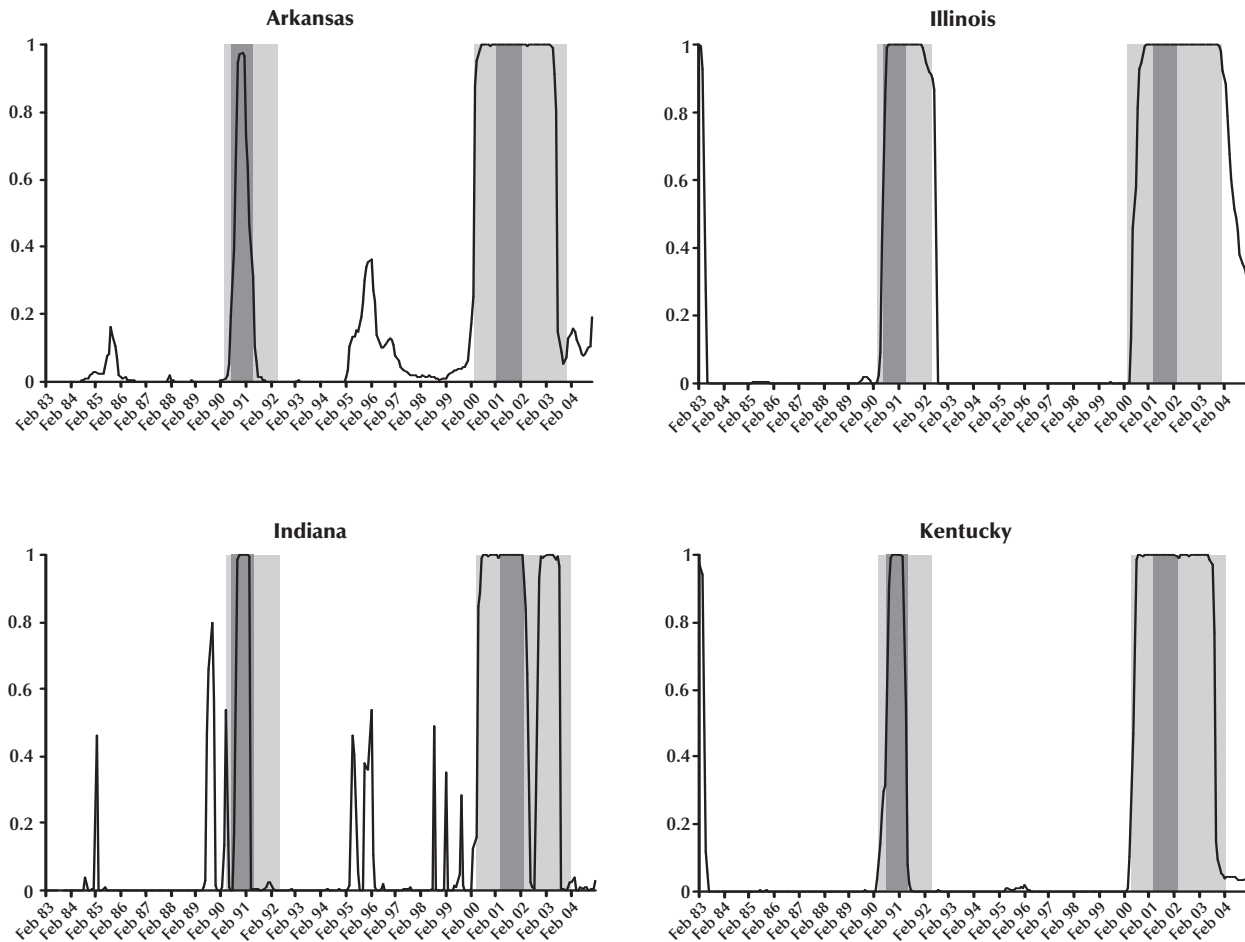 Arkansas
1
0.8
0.6
0.4
0.2
0
Feb 83
Feb 84
Feb 85
Feb 86
Feb 87
Feb 88
Feb 89
Feb 90
Feb 91
Feb 92
Feb 93
Feb 94
Feb 95
Feb 96
Feb 97
Feb 98
Feb 99
Feb 00
Feb 01
Feb 02
Feb 03
Feb 04
Illinois
1
0.8
0.6
0.4
0.2
0
Feb 83
Feb 84
Feb 85
Feb 86
Feb 87
Feb 88
Feb 89
Feb 90
Feb 91
Feb 92
Feb 93
Feb 94
Feb 95
Feb 96
Feb 97
Feb 98
Feb 99
Feb 00
Feb 01
Feb 02
Feb 03
Feb 04
Indiana
1
0.8
0.6
0.4
0.2
0
Feb 83
Feb 84
Feb 85
Feb 86
Feb 87
Feb 88
Feb 89
Feb 90
Feb 91
Feb 92
Feb 93
Feb 94
Feb 95
Feb 96
Feb 97
Feb 98
Feb 99
Feb 00
Feb 01
Feb 02
Feb 03
Feb 04
Kentucky
1
0.8
0.6
0.4
0.2
0
Feb 83
Feb 84
Feb 85
Feb 86
Feb 87
Feb 88
Feb 89
Feb 90
Feb 91
Feb 92
Feb 93
Feb 94
Feb 95
Feb 96
Feb 97
Feb 98
Feb 99
Feb 00
Feb 01
Feb 02
Feb 03
Feb 04